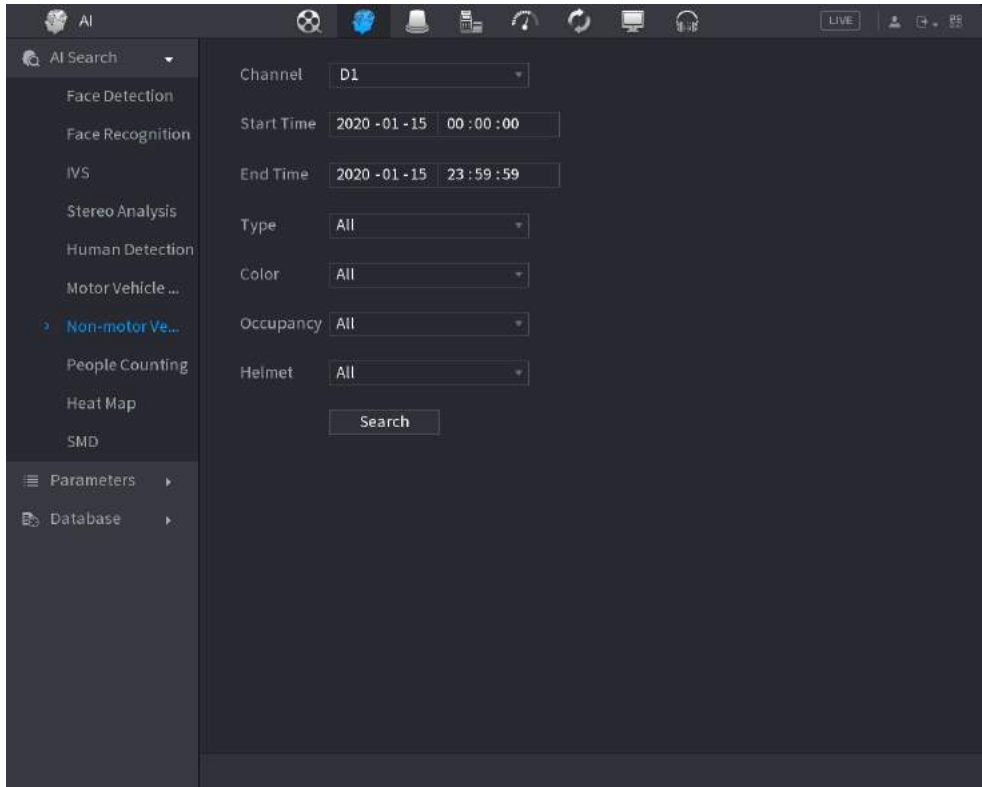 AI
LIVE
AI Search
Face Detection
Face Recognition
IVS
Stereo Analysis
Human Detection
Motor Vehicle ...
Non-motor Ve...
People Counting
Heat Map
SMD
Parameters
Database
Channel D1
Start Time 2020 -01 -15 00 :00 :00
End Time 2020 -01 -15 23 :59 :59
Type All
Color All
Occupancy All
Helmet All
Search